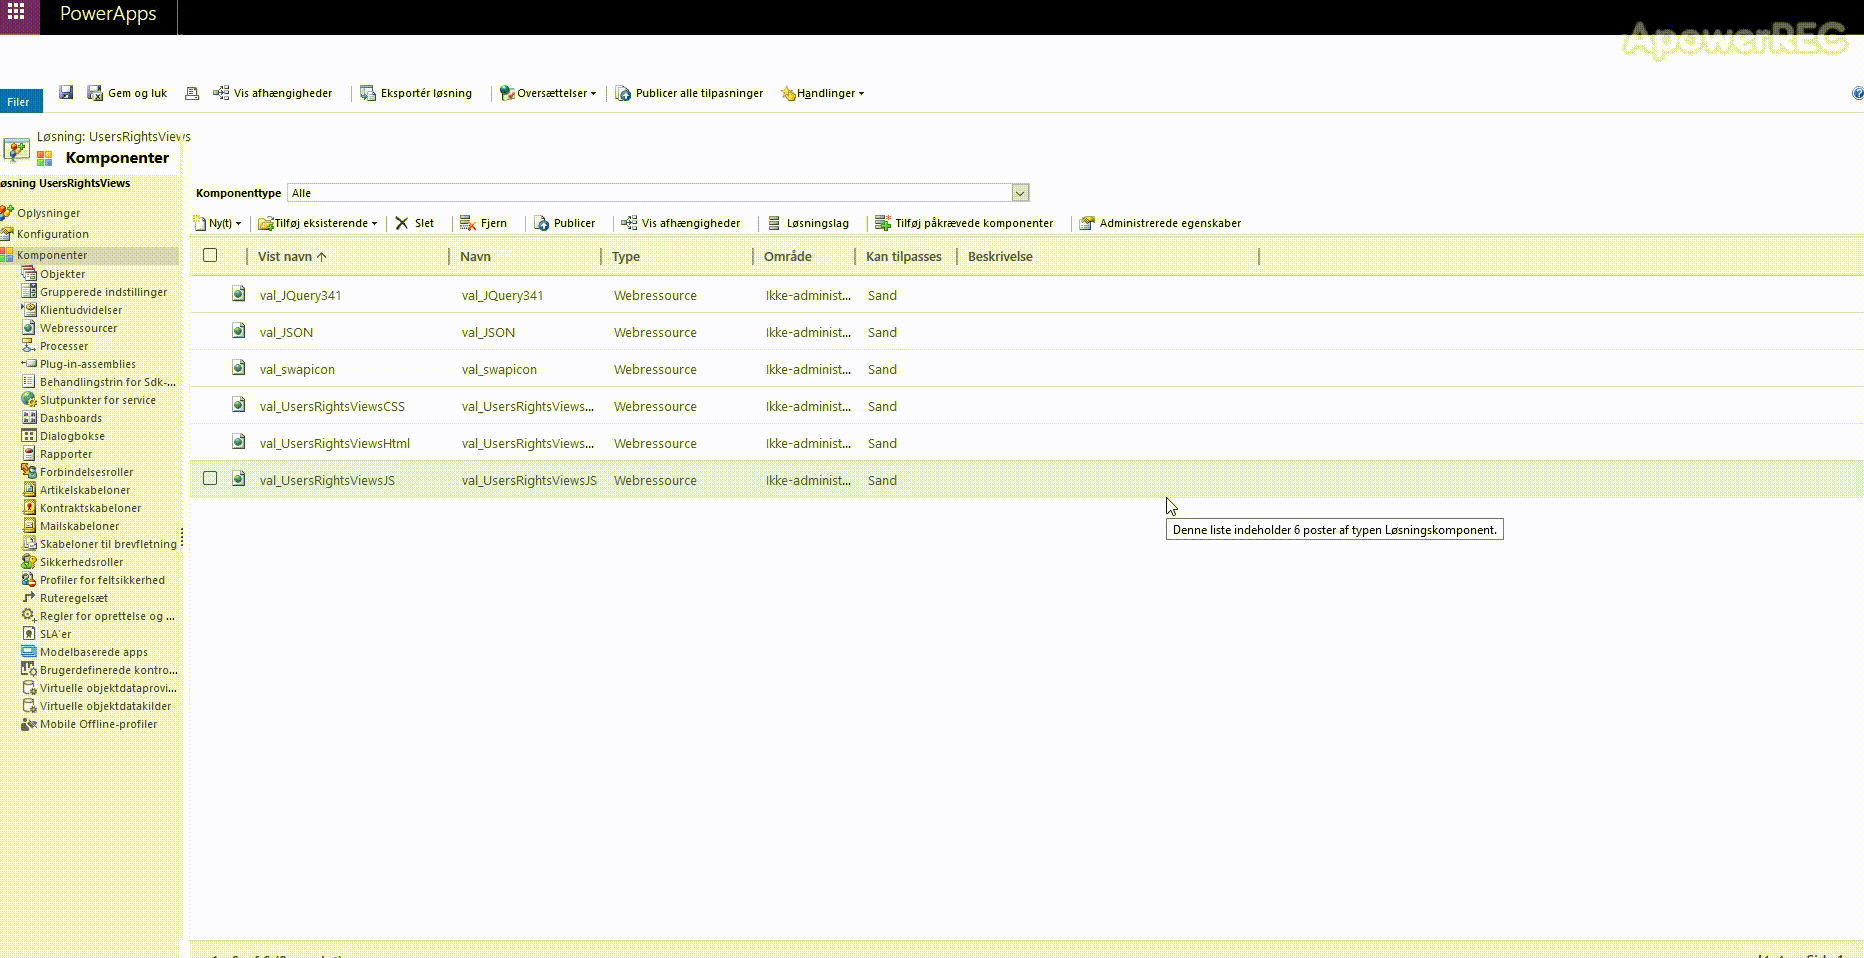 PowerApps
ApowerREC
Filer
Gem og luk
Vis afhængigheder
Eksportér løsning
Oversættelser
Publicer alle tilpasninger
Handlinger
Løsning: UsersRightsViews
Komponenter
øsning UsersRightsViews
Oplysninger
Konfiguration
Komponenter
Objekter
Grupperede indstillinger
Klientudvidelser
Webressourcer
Processer
Plug-in-assemblies
Behandlingstrin for Sdk-...
Slutpunkter for service
Dashboards
Dialogbokse
Rapporter
Forbindelsesroller
Artikelskabeloner
Kontraktskabeloner
Mailskabeloner
Skabeloner til brevfletning
Sikkerhedsroller
Profiler for feltsikkerhed
Ruteregelsæt
Regler for oprettelse og ...
SLA'er
Modelbaserede apps
Brugerdefinerede kontro...
Virtuelle objektdataprovi...
Virtuelle objektdatakilder
Mobile Offline-profiler
Komponenttype Alle
Ny(t) Tilføj eksisterende Slet Fjern Publicer Vis afhængigheder Løsningslag Tilføj påkrævede komponenter Administrerede egenskaber
Vist navn Navn Type Område Kan tilpasses Beskrivelse
val_JQuery341 val_JQuery341 Webressource Ikke-administ... Sand
val_JSON val_JSON Webressource Ikke-administ... Sand
val_swapicon val_swapicon Webressource Ikke-administ... Sand
val_UsersRightsViewsCSS val_UsersRightsViews... Webressource Ikke-administ... Sand
val_UsersRightsViewsHtml val_UsersRightsViews... Webressource Ikke-administ... Sand
val_UsersRightsViewsJS val_UsersRightsViewsJS Webressource Ikke-administ... Sand
Denne liste indeholder 6 poster af typen Løsningskomponent.